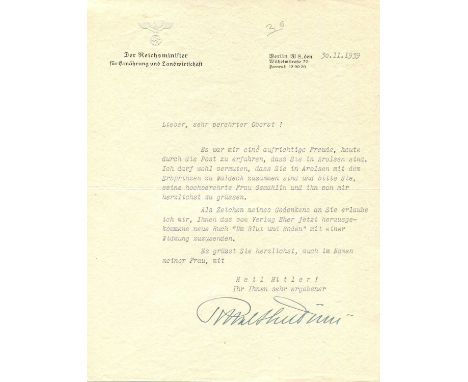 Der Reichsminister
für Ernährung und Landwirtschaft
Berlin W 8, den 30.11.1939
Wilhelmstraße 72
Lieber, sehr verehrter Oberst !
Es war mir eine aufrichtige Freude, heute
durch die Post zu erfahren, dass Sie in Arolsen sind.
Ich darf wohl vermuten, dass Sie in Arolsen mit dem
Erbprinzen zu Waldeck zusammen sind und bitte Sie,
seine hochverehrte Frau Gemahlin und ihn von mir
herzlichst zu grüssen.
Als Zeichen meines Gedenkens an Sie erlaube
ich mir, Ihnen das vom Verlag Eher jetzt herausge-
kommene neue Buch "Um Blut und Boden" mit einer
Widmung zuzusenden.
Es grüsst Sie herzlichst, auch im Namen
meiner Frau, mit
Heil Hitler!
Ihr Ihnen sehr ergebener